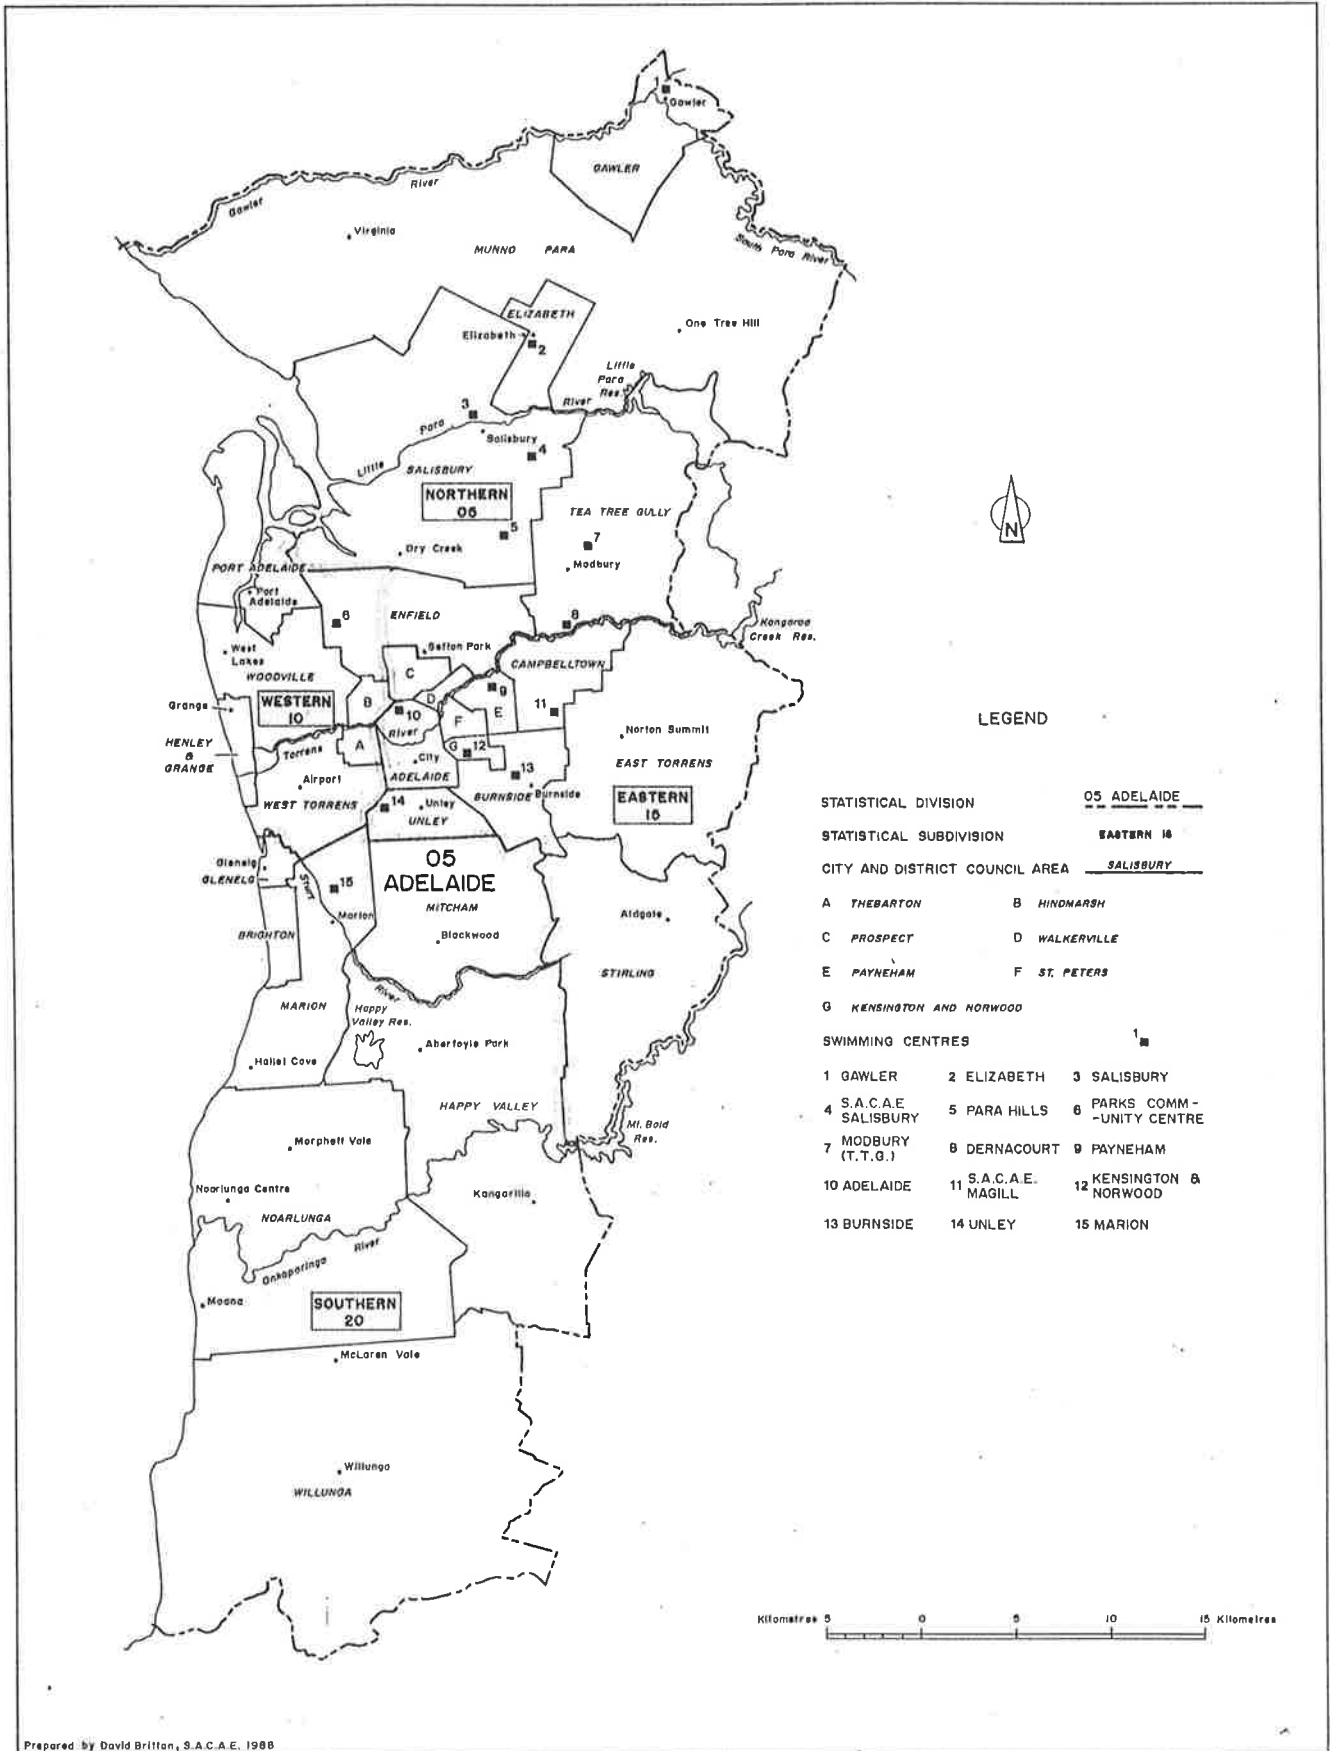 1
Gawler
GAWLER
Gawler
River
Virginia
MUNNO PARA
South Para River
ELIZABETH
Elizabeth
2
One Tree Hill
Little
Para
Res.
River
3
Para
Salisbury
4
Little
SALISBURY
NORTHERN
05
TEA TREE GULLY
5
7
Dry Creek
Modbury
PORT ADELAIDE
Port
Adelaide
6
ENFIELD
8
Kangaroo
Creek Res.
West
Lakes
Sefton Park
CAMPBELLTOWN
WOODVILLE
C
9
D
WESTERN
10
B
10
11
E
F
Grange
River
Norton Summit
HENLEY
&
GRANGE
Torrens
A
G
12
City
EAST TORRENS
Airport
ADELAIDE
13
WEST TORRENS
14
Unley
UNLEY
BURNSIDE
Burnside
EASTERN
15
05
ADELAIDE
Glenelg
GLENELG
Sturt
15
MITCHAM
Marion
Aldgate
BRIGHTON
Blackwood
STIRLING
River
MARION
Happy
Valley Res.
Aberfoyle Park
Hallet Cove
HAPPY VALLEY
Mt. Bold
Res.
Morphett Vale
Noarlunga Centre
Kangarilla
NOARLUNGA
Onkaparinga River
Moana
SOUTHERN
20
McLaren Vale
Willunga
WILLUNGA
N
LEGEND
STATISTICAL DIVISION 05 ADELAIDE
STATISTICAL SUBDIVISION EASTERN 15
CITY AND DISTRICT COUNCIL AREA SALISBURY
A THEBARTON B HINDMARSH
C PROSPECT D WALKERVILLE
E PAYNEHAM F ST. PETERS
G KENSINGTON AND NORWOOD
SWIMMING CENTRES 1
1 GAWLER 2 ELIZABETH 3 SALISBURY
4 S.A.C.A.E SALISBURY 5 PARA HILLS 6 PARKS COMM--UNITY CENTRE
7 MODBURY (T.T.G.) 8 DERNACOURT 9 PAYNEHAM
10 ADELAIDE 11 S.A.C.A.E. MAGILL 12 KENSINGTON & NORWOOD
13 BURNSIDE 14 UNLEY 15 MARION
Kilometres 5 0 5 10 15 Kilometres
Prepared by David Brittan, S.A.C.A.E. 1988